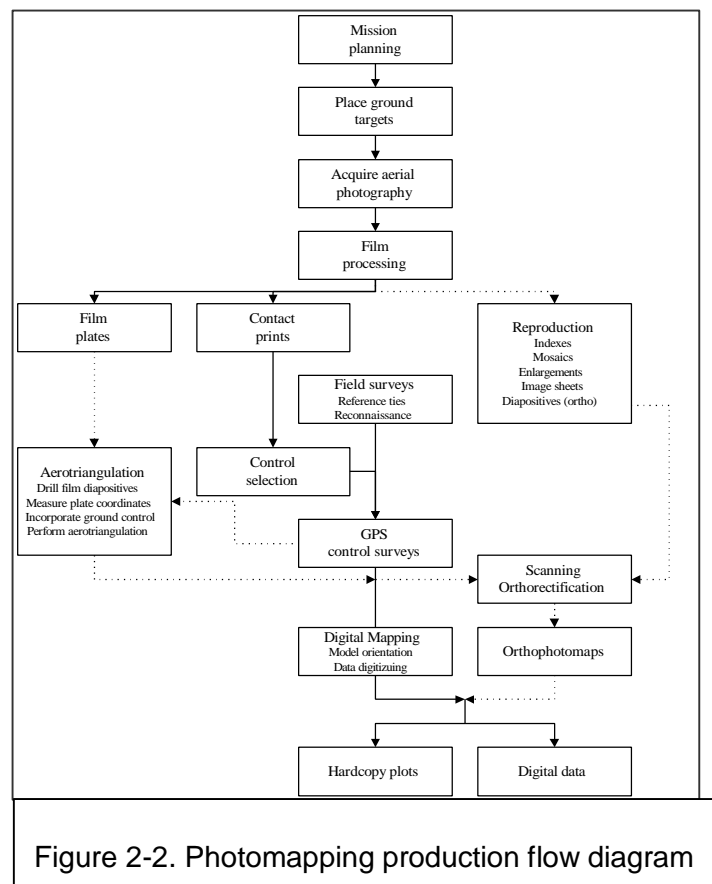 Mission
planning
Place ground
targets
Acquire aerial
photography
Film
processing
Film
plates
Contact
prints
Reproduction
Indexes
Mosaics
Enlargements
Image sheets
Diapositives (ortho)
Field surveys
Reference ties
Reconnaissance
Aerotriangulation
Drill film diapositives
Measure plate coordinates
Incorporate ground control
Perform aerotriangulation
Control
selection
GPS
control surveys
Scanning
Orthorectification
Digital Mapping
Model orientation
Data digitizuing
Orthophotomaps
Hardcopy plots
Digital data
Figure 2-2. Photomapping production flow diagram